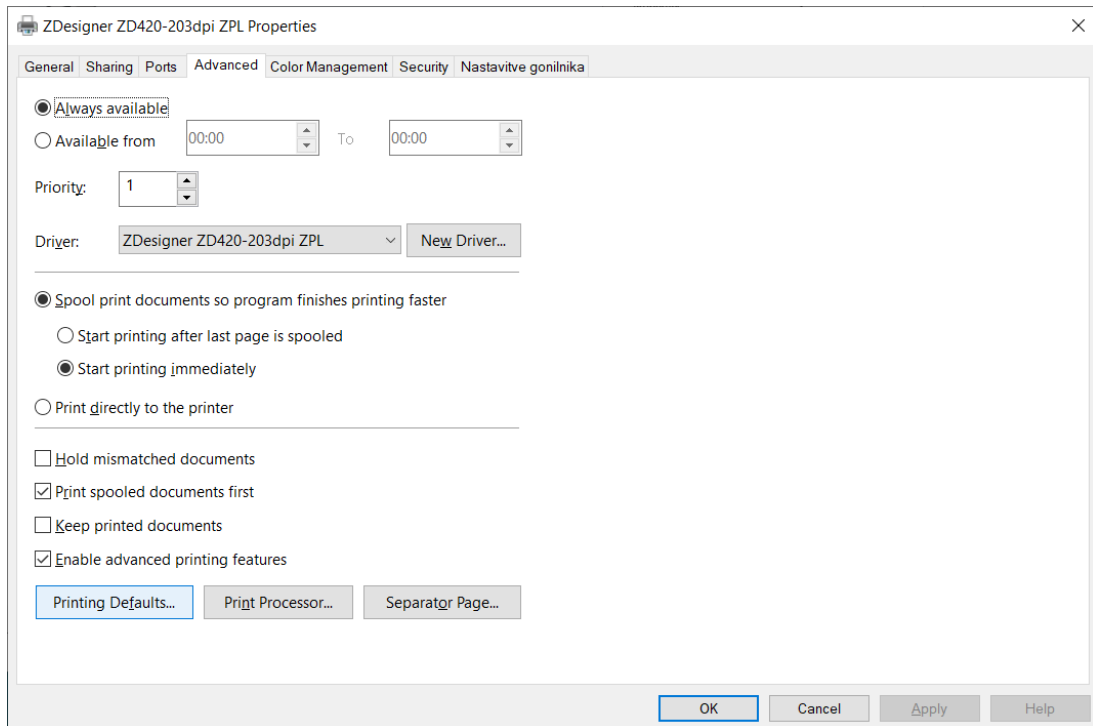 ZDesigner ZD420-203dpi ZPL Properties
General Sharing Ports Advanced Color Management Security Nastavitve gonilnika
Always available
Available from 00:00 To 00:00
Priority: 1
Driver: ZDesigner ZD420-203dpi ZPL New Driver...
Spool print documents so program finishes printing faster
Start printing after last page is spooled
Start printing immediately
Print directly to the printer
Hold mismatched documents
Print spooled documents first
Keep printed documents
Enable advanced printing features
Printing Defaults... Print Processor... Separator Page...
OK Cancel Apply Help